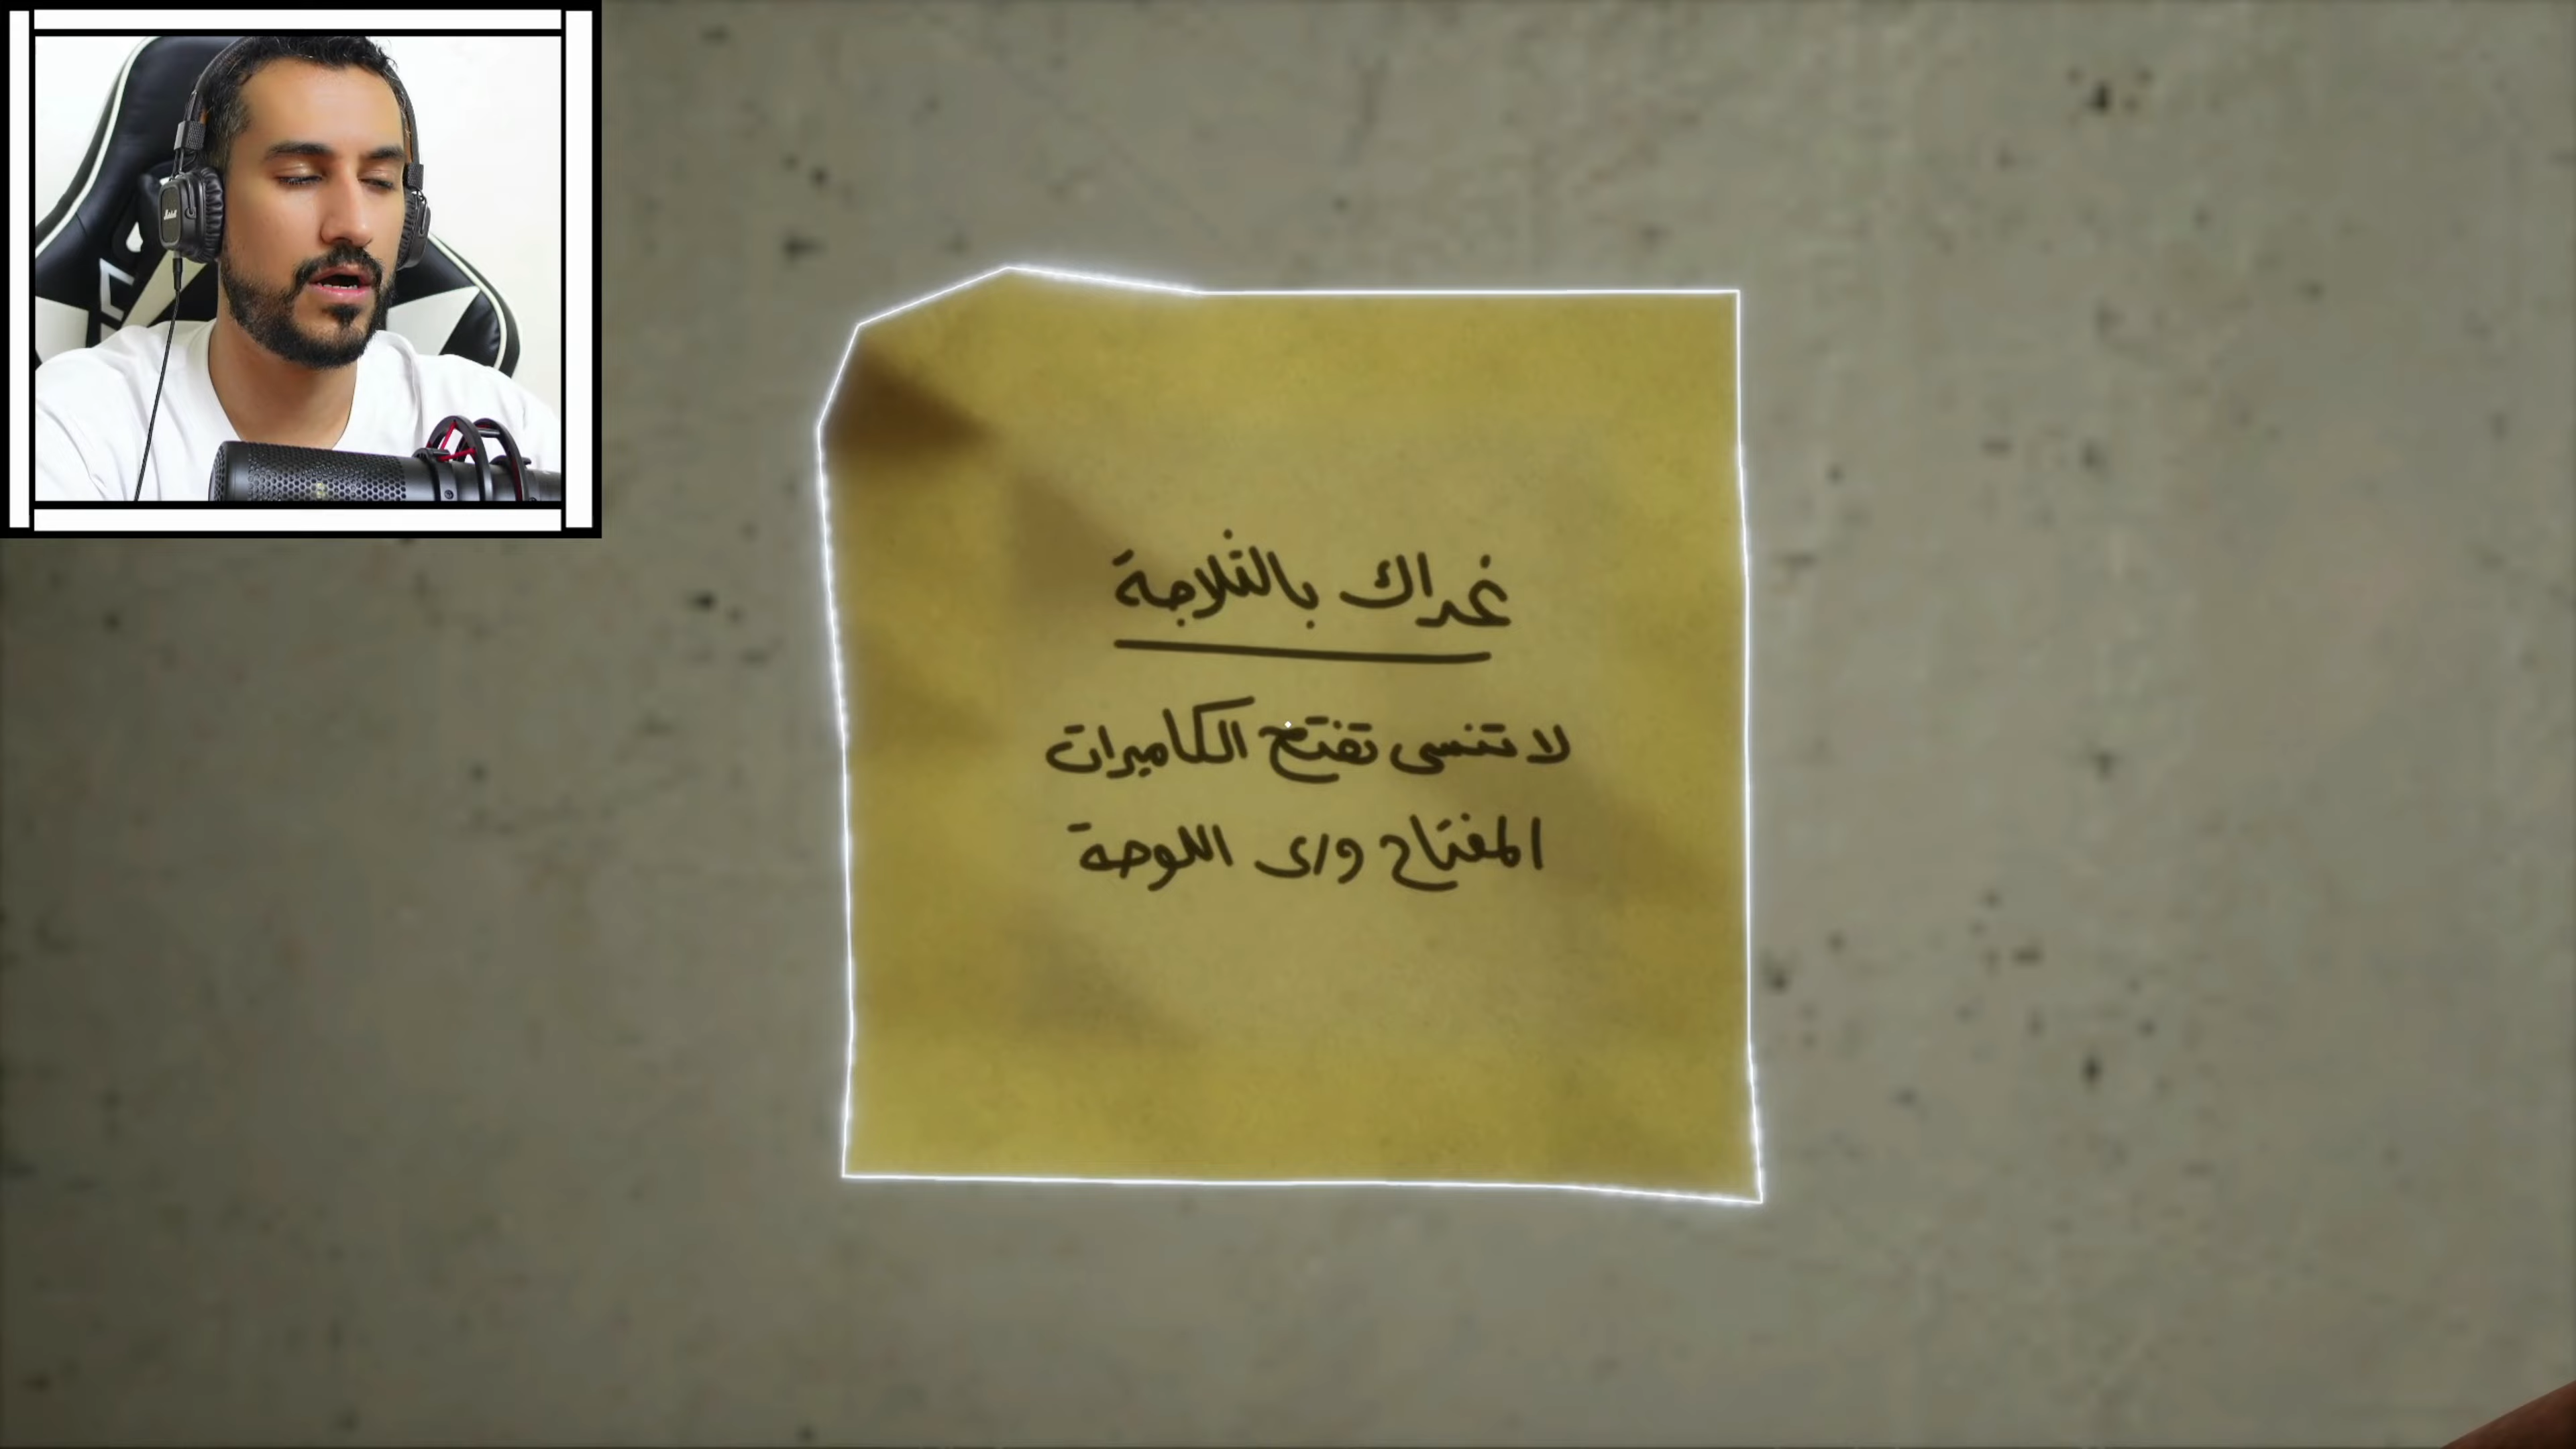 غداك بالثلاجة
لا تنسى تفتح الكاميرات
المفتاح ورى اللوحة